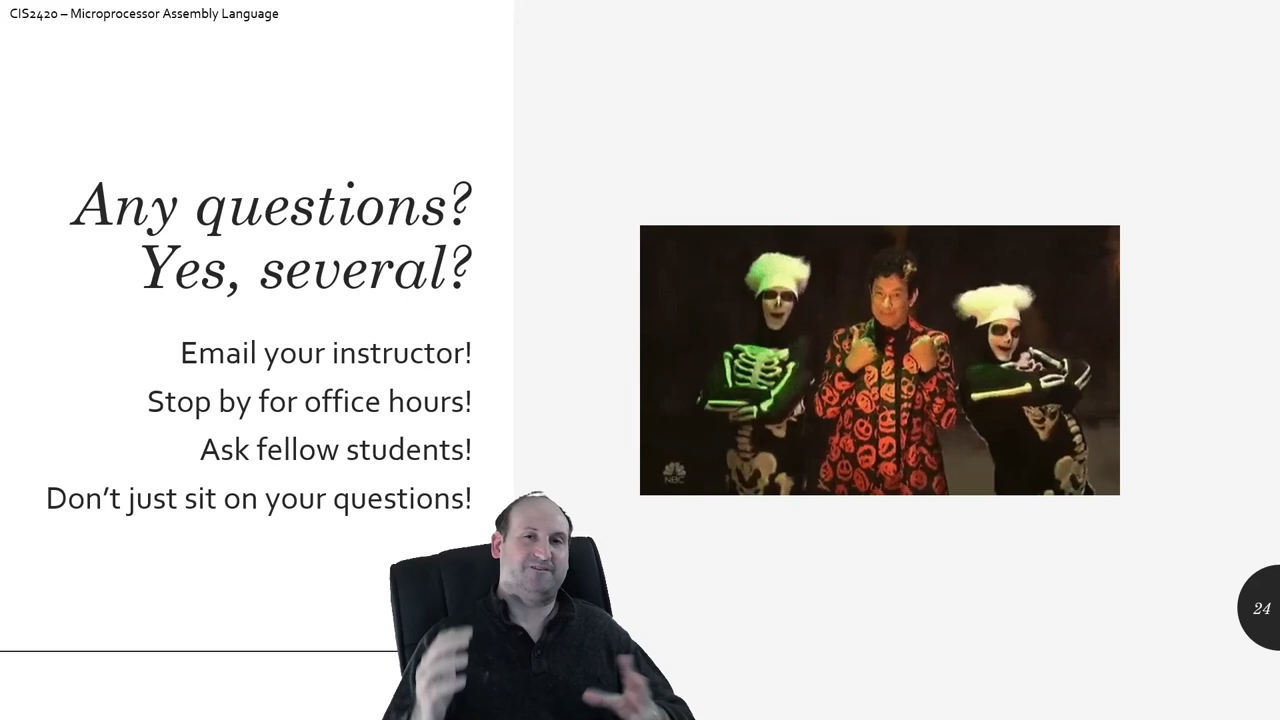 CIS2420 – Microprocessor Assembly Language
Any questions?
Yes, several?
Email your instructor!
Stop by for office hours!
Ask fellow students!
Don’t just sit on your questions!
NBC
24